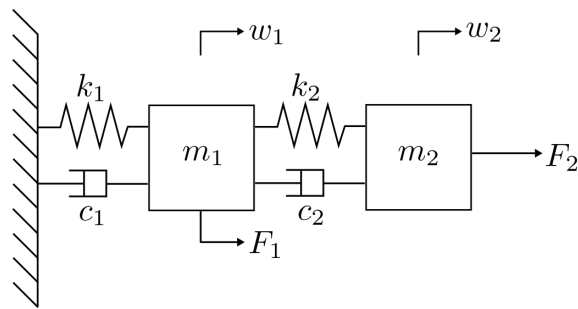 w₁ w₂
k₁ k₂
m₁ m₂ F₂
c₁ c₂
F₁